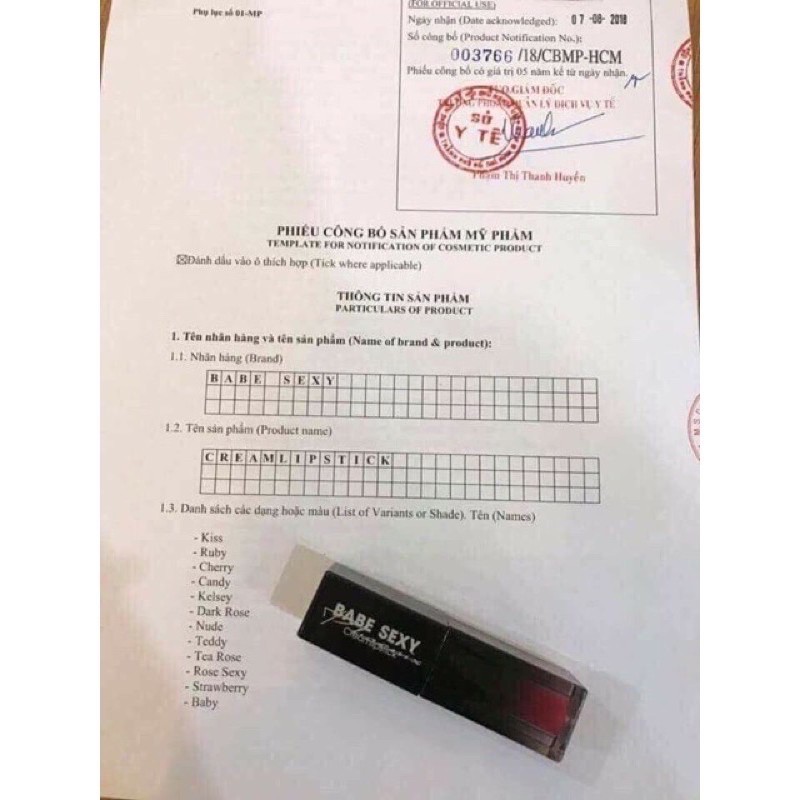 Phụ lục số 01-MP
(FOR OFFICIAL USE)
Ngày nhận (Date acknowledged): 07-08-2018
Số công bố (Product Notification No.):
003766/18/CBMP-HCM
Phiếu công bố có giá trị 05 năm kể từ ngày nhận.
GIÁM ĐỐC
QUẢN LÝ DỊCH VỤ Y TẾ
SỞ
Y TẾ
Phạm Thị Thanh Huyền
PHIẾU CÔNG BỐ SẢN PHẨM MỸ PHẨM
TEMPLATE FOR NOTIFICATION OF COSMETIC PRODUCT
☒Đánh dấu vào ô thích hợp (Tick where applicable)
THÔNG TIN SẢN PHẨM
PARTICULARS OF PRODUCT
1. Tên nhãn hàng và tên sản phẩm (Name of brand & product):
1.1. Nhãn hàng (Brand)
BABE SEXY
1.2. Tên sản phẩm (Product name)
CREAMLIPSTICK
1.3. Danh sách các dạng hoặc màu (List of Variants or Shade). Tên (Names)
- Kiss
- Ruby
- Cherry
- Candy
- Kelsey
- Dark Rose
- Nude
- Teddy
- Tea Rose
- Rose Sexy
- Strawberry
- Baby
BABE SEXY
Cosmetics